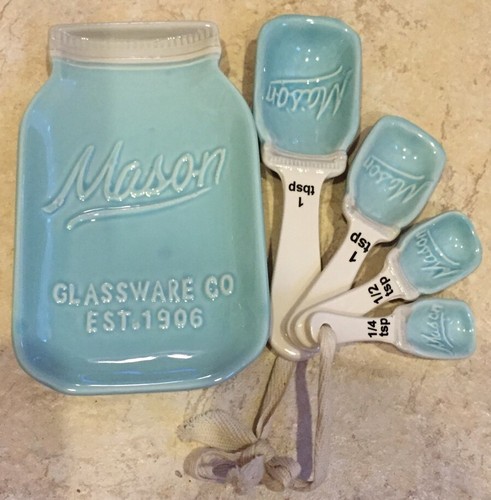 Mason
GLASSWARE CO
EST.1906
Mason
1
tbsp
Mason
1
tsp
Mason
1/2
tsp
Mason
1/4
tsp